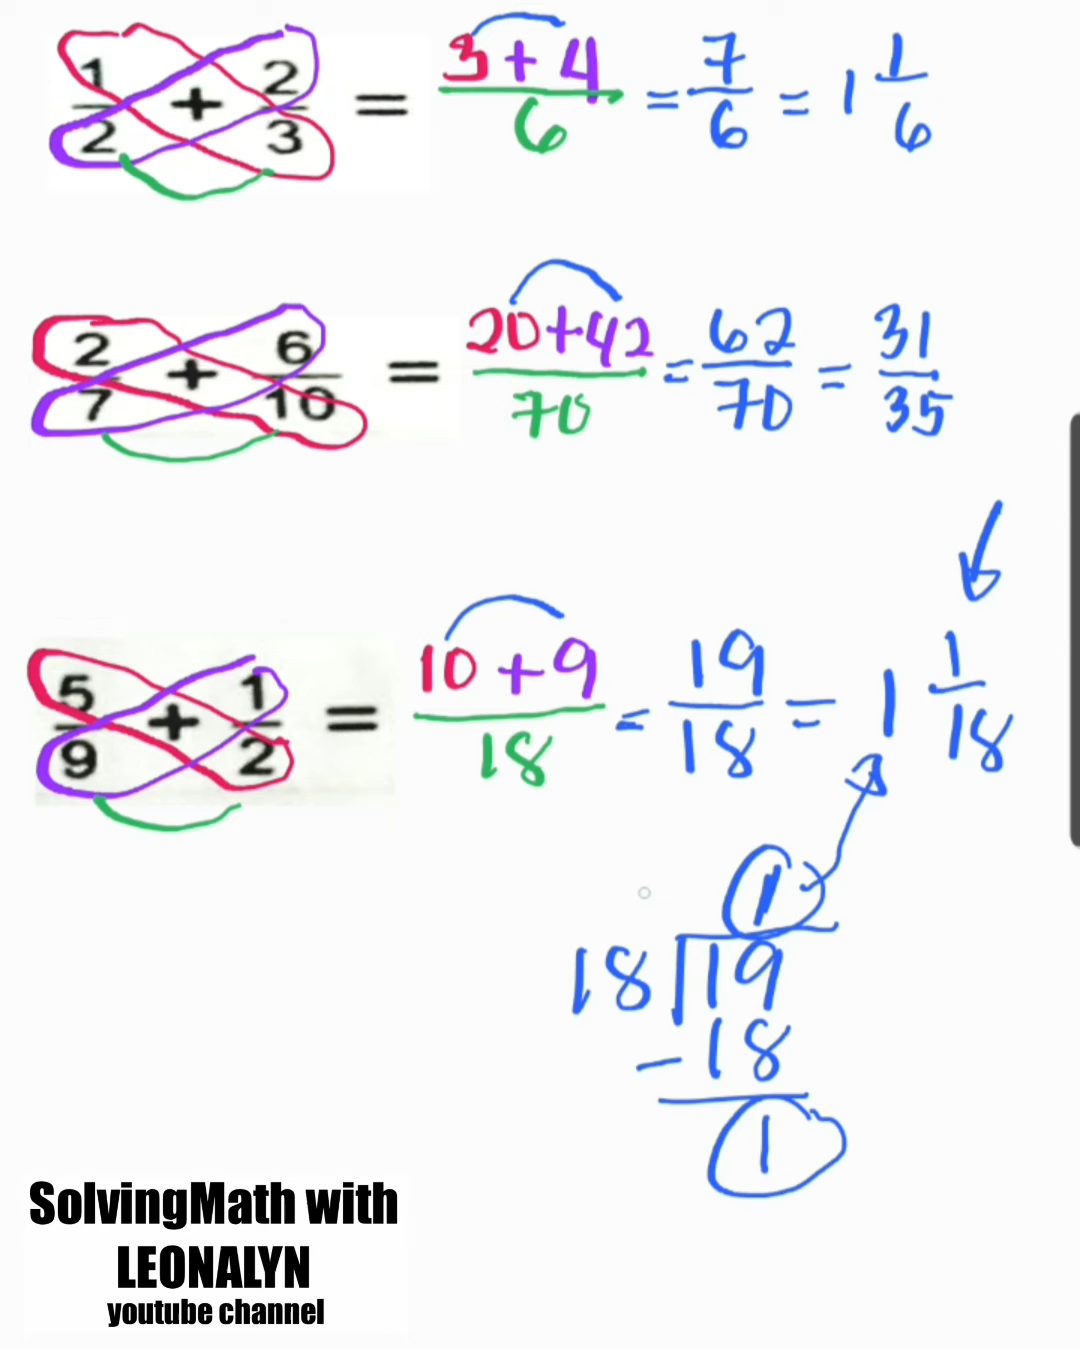 1/2 + 2/3 = 3 + 4/6 = 7/6 = 1 1/6
2/7 + 6/10 = 20 + 42/70 = 62/70 = 31/35
5/9 + 1/2 = 10 + 9/18 = 19/18 = 1 1/18
1
18 19
- 18
1
SolvingMath with
LEONALYN
youtube channel